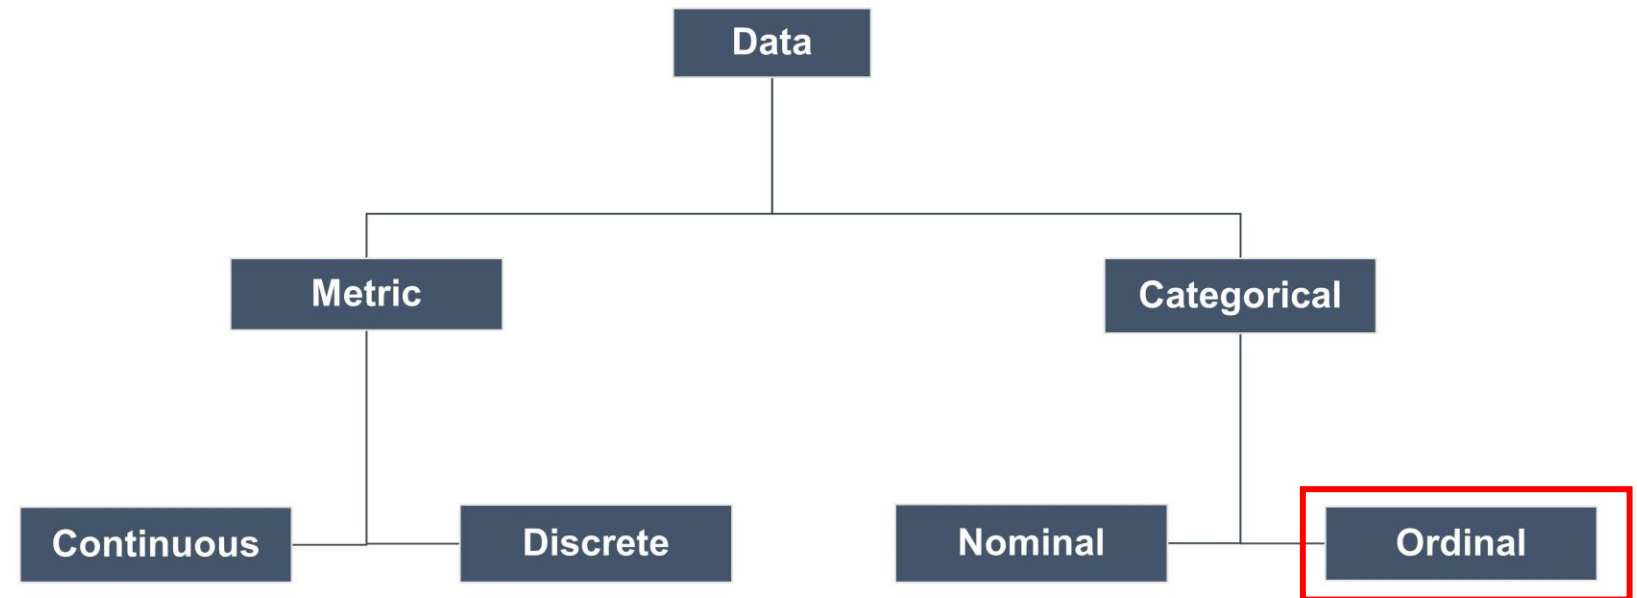 Data
Metric
Categorical
Continuous
Discrete
Nominal
Ordinal